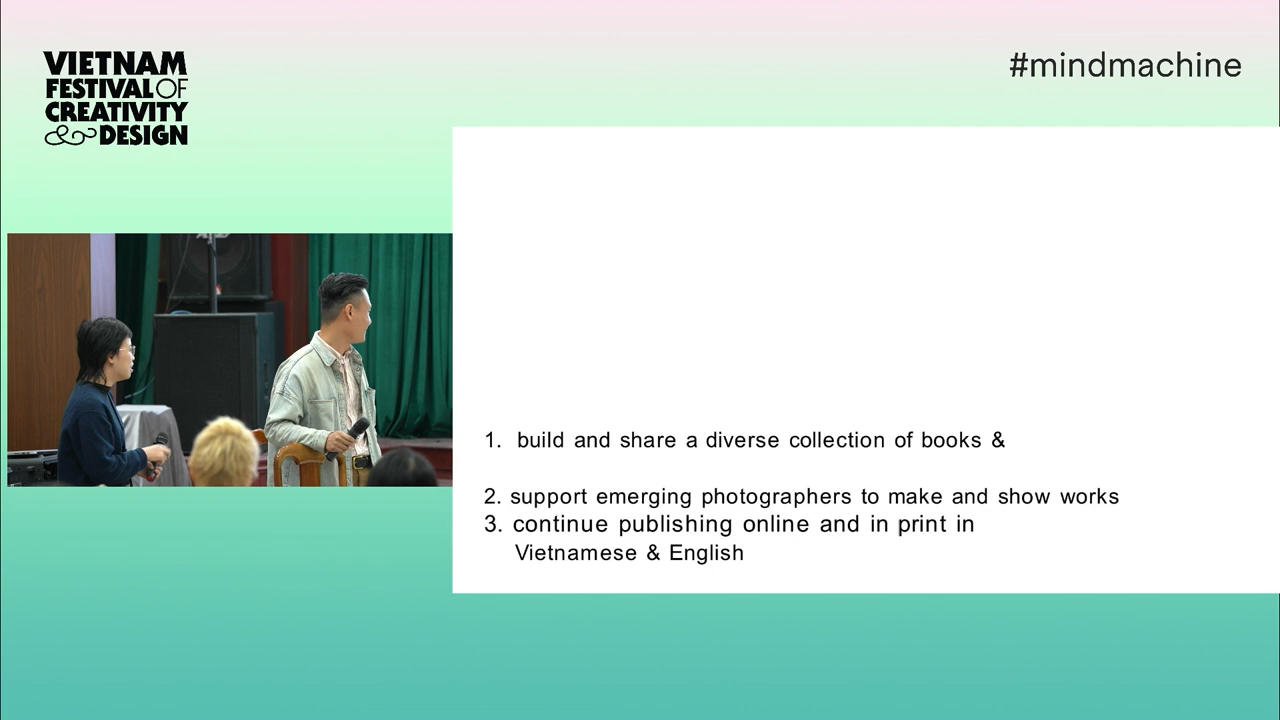 VIETNAM
FESTIVAL OF
CREATIVITY
& DESIGN
#mindmachine
1. build and share a diverse collection of books &
2. support emerging photographers to make and show works
3. continue publishing online and in print in
Vietnamese & English